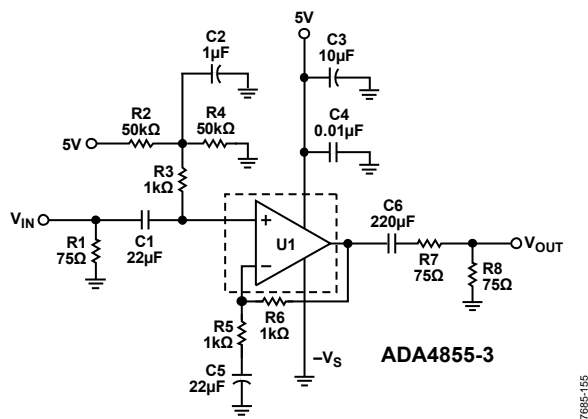 C2
1µF
5V
C3
10µF
R2
50kΩ
R4
50kΩ
C4
0.01µF
5V
R3
1kΩ
C6
220µF
VIN
+
U1
−
VOUT
R1
75Ω
C1
22µF
R7
75Ω
R8
75Ω
R6
1kΩ
R5
1kΩ
−VS
ADA4855-3
C5
22µF
7685-155